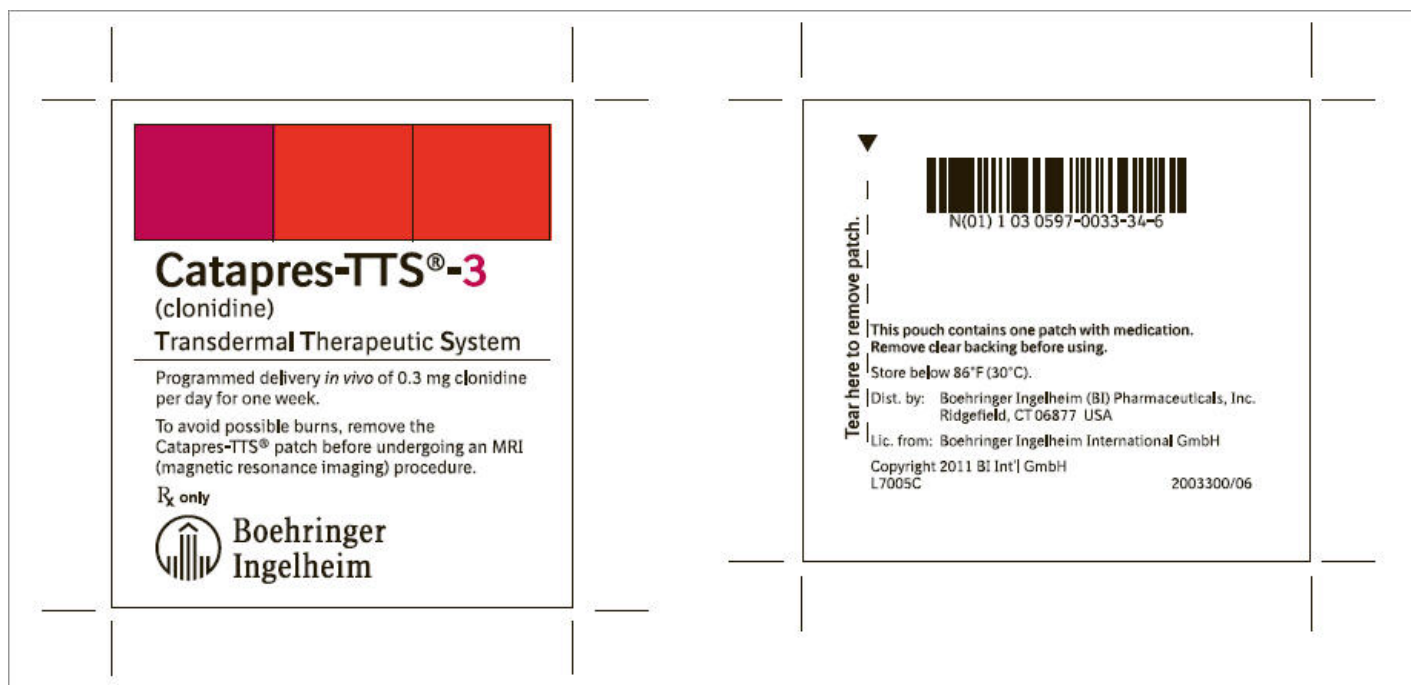 Catapres-TTS®-3
(clonidine)
Transdermal Therapeutic System
Programmed delivery in vivo of 0.3 mg clonidine
per day for one week.
To avoid possible burns, remove the
Catapres-TTS® patch before undergoing an MRI
(magnetic resonance imaging) procedure.
Rx only
Boehringer
Ingelheim
Tear here to remove patch.
N(01) 1 03 0597-0033-34-6
This pouch contains one patch with medication.
Remove clear backing before using.
Store below 86°F (30°C).
Dist. by: Boehringer Ingelheim (BI) Pharmaceuticals, Inc.
Ridgefield, CT 06877 USA
Lic. from: Boehringer Ingelheim International GmbH
Copyright 2011 BI Int'l GmbH
L7005C 2003300/06